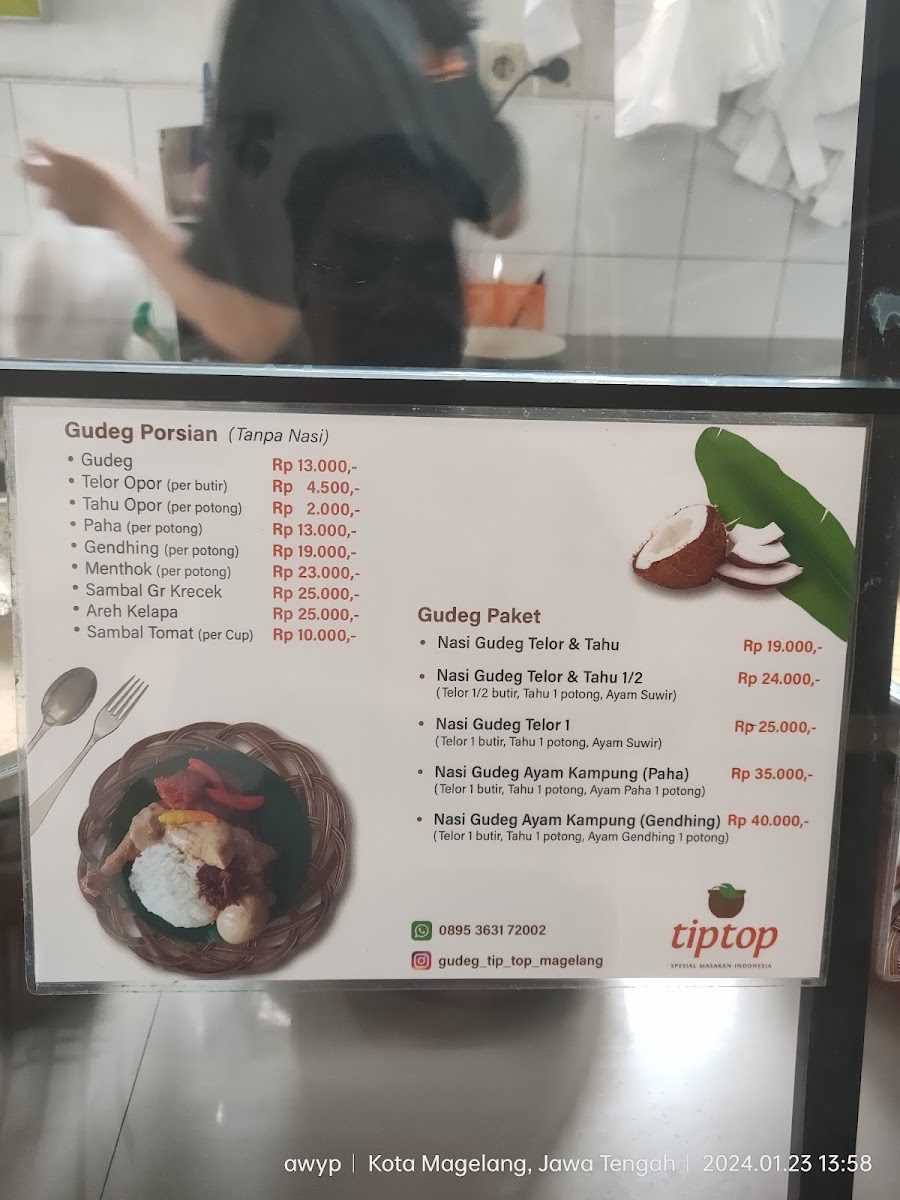 Gudeg Porsian (Tanpa Nasi)
• Gudeg Rp 13.000,-
• Telor Opor (per butir) Rp 4.500,-
• Tahu Opor (per potong) Rp 2.000,-
• Paha (per potong) Rp 13.000,-
• Gendhing (per potong) Rp 19.000,-
• Menthok (per potong) Rp 23.000,-
• Sambal Gr Krecek Rp 25.000,-
• Areh Kelapa Rp 25.000,-
• Sambal Tomat (per Cup) Rp 10.000,-
Gudeg Paket
• Nasi Gudeg Telor & Tahu Rp 19.000,-
• Nasi Gudeg Telor & Tahu 1/2 Rp 24.000,-
(Telor 1/2 butir, Tahu 1 potong, Ayam Suwir)
• Nasi Gudeg Telor 1 Rp 25.000,-
(Telor 1 butir, Tahu 1 potong, Ayam Suwir)
• Nasi Gudeg Ayam Kampung (Paha) Rp 35.000,-
(Telor 1 butir, Tahu 1 potong, Ayam Paha 1 potong)
• Nasi Gudeg Ayam Kampung (Gendhing) Rp 40.000,-
(Telor 1 butir, Tahu 1 potong, Ayam Gendhing 1 potong)
0895 3631 72002
gudeg_tip_top_magelang
tiptop
SPESIAL MASAKAN INDONESIA
awyp | Kota Magelang, Jawa Tengah | 2024.01.23 13:58